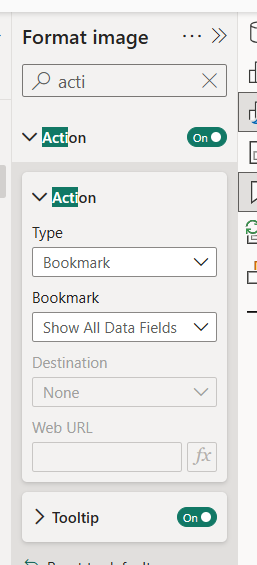 Format image
acti
Action
On
Action
Type
Bookmark
Bookmark
Show All Data Fields
Destination
None
Web URL
fx
Tooltip
On